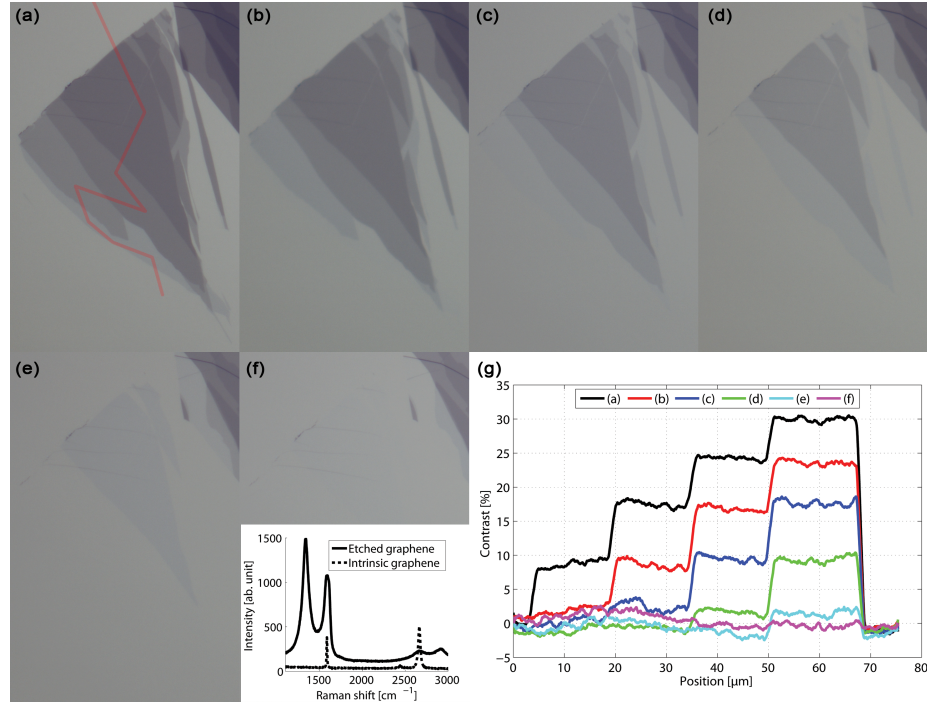 (a)
(b)
(c)
(d)
(e)
(f)
(g)
(a) (b) (c) (d) (e) (f)
35
30
25
20
15
10
5
0
−5
Contrast [%]
0 10 20 30 40 50 60 70 80
Position [μm]
1500
1000
500
0
Intensity [ab. unit]
Etched graphene
Intrinsic graphene
1500 2000 2500 3000
Raman shift [cm −1]